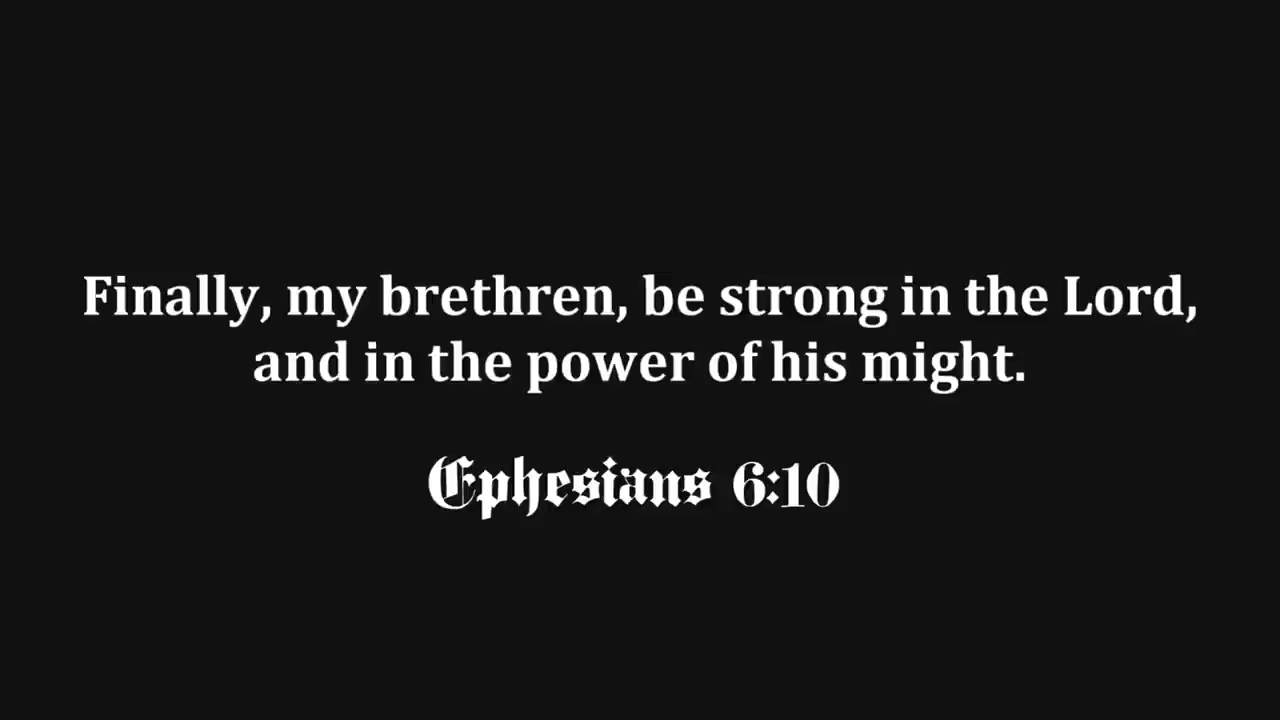 Finally, my brethren, be strong in the Lord,
and in the power of his might.
Ephesians 6:10